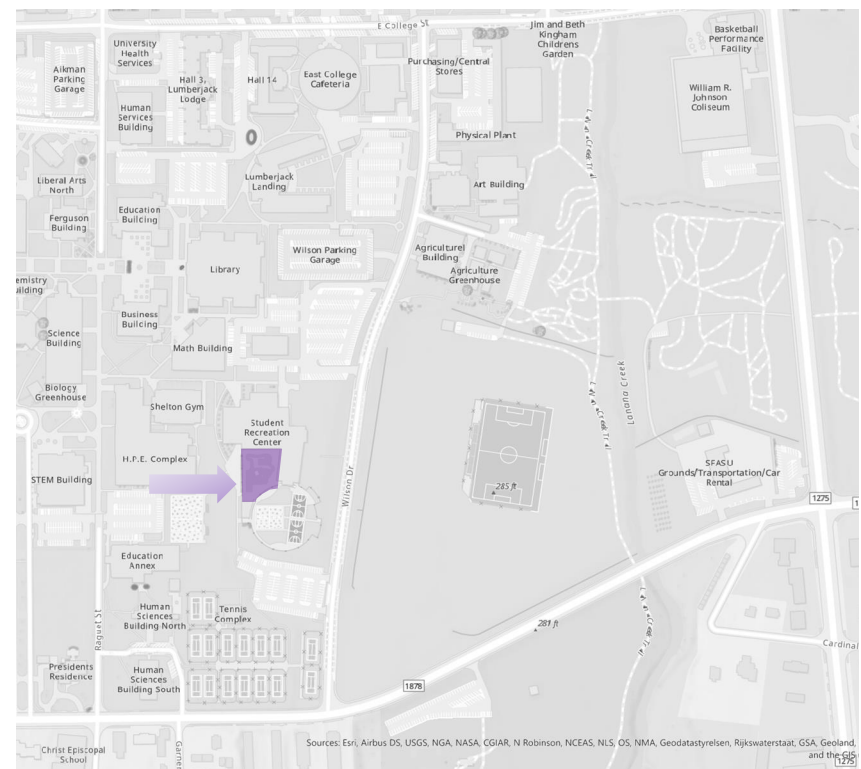 E College St
Jim and Beth
Kingham
Childrens
Garden
Basketball
Performance
Facility
University
Health
Services
Aikman
Parking
Garage
Hall 3,
Lumberjack
Lodge
Hall 14
East College
Cafeteria
Purchasing/Central
Stores
William R.
Johnson
Coliseum
Human
Services
Building
Physical Plant
Liberal Arts
North
Lumberjack
Landing
Art Building
Ferguson
Building
Education
Building
Wilson Parking
Garage
Agricultural
Building
Agriculture
Greenhouse
Library
emistry
uilding
Business
Building
Science
Building
Math Building
Lanana Creek
Biology
Greenhouse
Shelton Gym
Student
Recreation
Center
H.P.E. Complex
STEM Building
Wilson Dr
285 ft
SFASU
Grounds/Transportation/Car
Rental
1275
1
Education
Annex
Human
Sciences
Building North
Tennis
Complex
281 ft
Raguet St
Cardinal
Presidents
Residence
Human
Sciences
Building South
1878
Christ Episcopal
School
Garner
Sources: Esri, Airbus DS, USGS, NGA, NASA, CGIAR, N Robinson, NCEAS, NLS, OS, NMA, Geodatastyrelsen, Rijkswaterstaat, GSA, Geoland,
and the GIS
1275